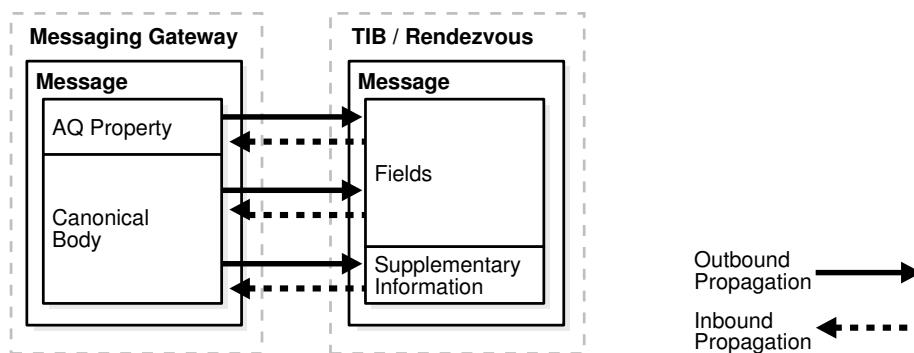 Messaging Gateway
Message
AQ Property
Canonical
Body
TIB / Rendezvous
Message
Fields
Supplementary
Information
Outbound
Propagation
Inbound
Propagation